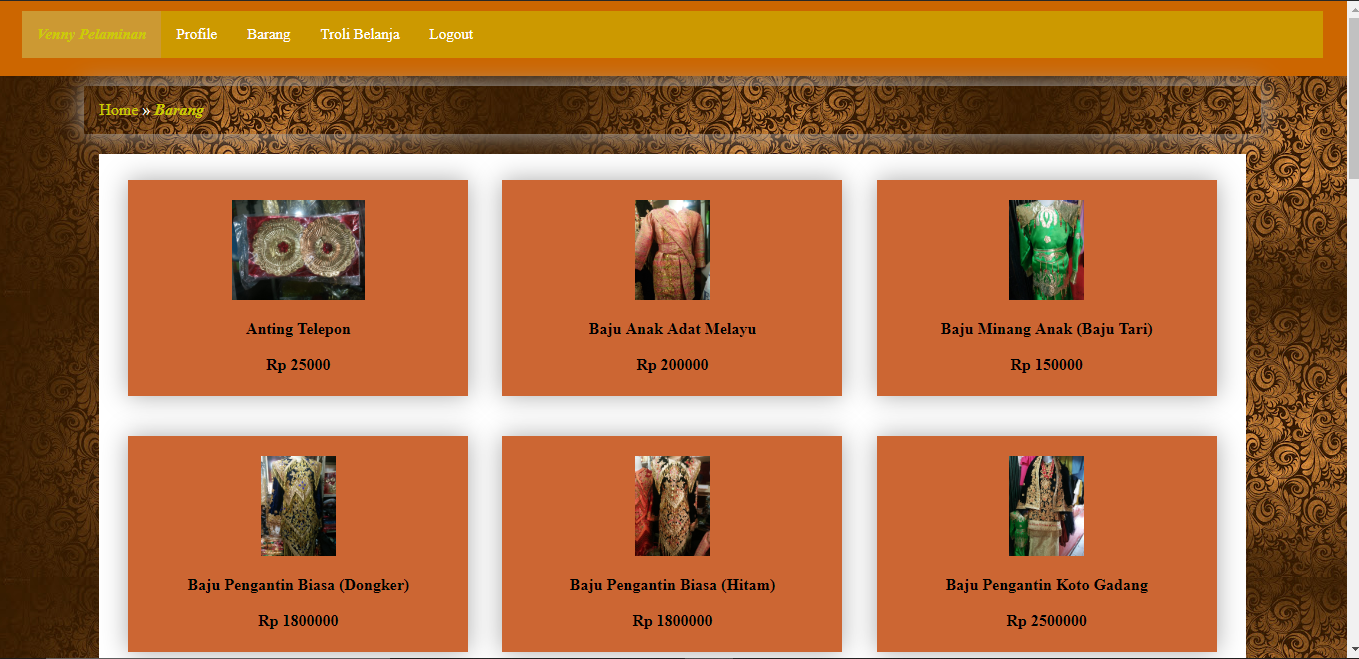 Venny Pelaminan Profile Barang Troli Belanja Logout
Home » Barang
Anting Telepon
Rp 25000
Baju Anak Adat Melayu
Rp 200000
Baju Minang Anak (Baju Tari)
Rp 150000
Baju Pengantin Biasa (Dongker)
Rp 1800000
Baju Pengantin Biasa (Hitam)
Rp 1800000
Baju Pengantin Koto Gadang
Rp 2500000